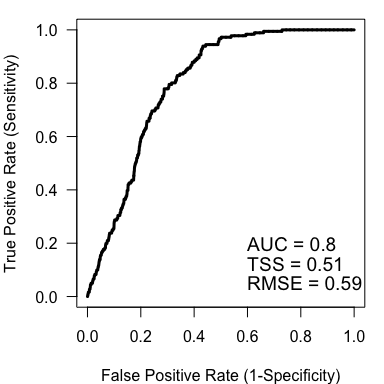 1.0
0.8
0.6
0.4
0.2
0.0
True Positive Rate (Sensitivity)
AUC = 0.8
TSS = 0.51
RMSE = 0.59
0.0 0.2 0.4 0.6 0.8 1.0
False Positive Rate (1-Specificity)